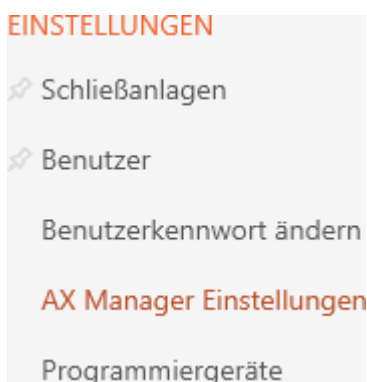 EINSTELLUNGEN
Schließanlagen
Benutzer
Benutzerkennwort ändern
AX Manager Einstellungen
Programmiergeräte